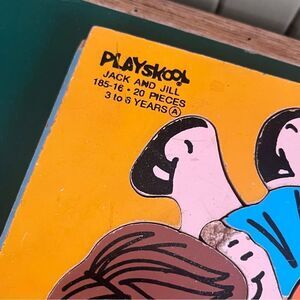 PLAYSKOOL
JACK AND JILL
185-16 • 20 PIECES
3 to 6 YEARS Ⓐ